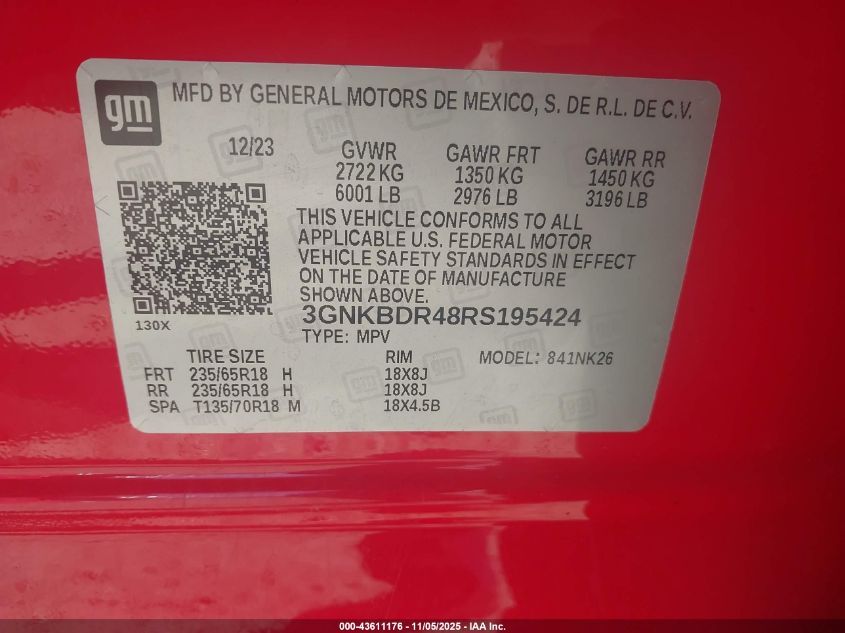 gm
MFD BY GENERAL MOTORS DE MEXICO, S. DE R.L. DE C.V.
12/23
GVWR GAWR FRT GAWR RR
2722 KG 1350 KG 1450 KG
6001 LB 2976 LB 3196 LB
THIS VEHICLE CONFORMS TO ALL
APPLICABLE U.S. FEDERAL MOTOR
VEHICLE SAFETY STANDARDS IN EFFECT
ON THE DATE OF MANUFACTURE
SHOWN ABOVE.
130X
3GNKBDR48RS195424
TYPE: MPV
TIRE SIZE RIM MODEL: 841NK26
FRT 235/65R18 H 18X8J
RR 235/65R18 H 18X8J
SPA T135/70R18 M 18X4.5B
000-43611176 - 11/05/2025 - IAA Inc.